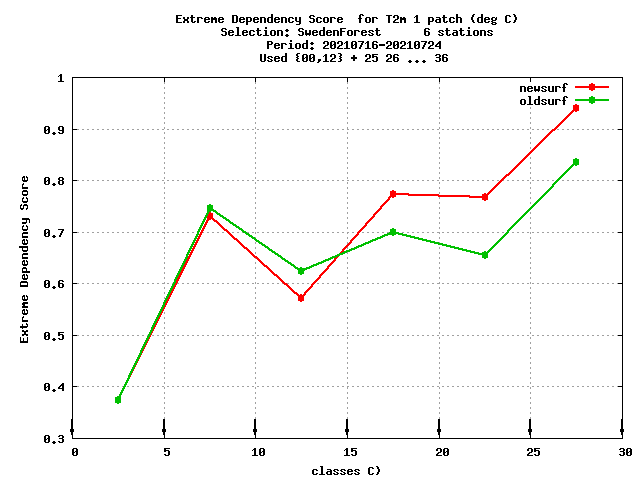 Extreme Dependency Score  for T2m 1 patch (deg C)
Selection: SwedenForest      6 stations
Period: 20210716-20210724
Used {00,12} + 25 26 ... 36
newsurf
oldsurf
1
0.9
0.8
0.7
0.6
0.5
0.4
0.3
Extreme Dependency Score
0 5 10 15 20 25 30
classes C)